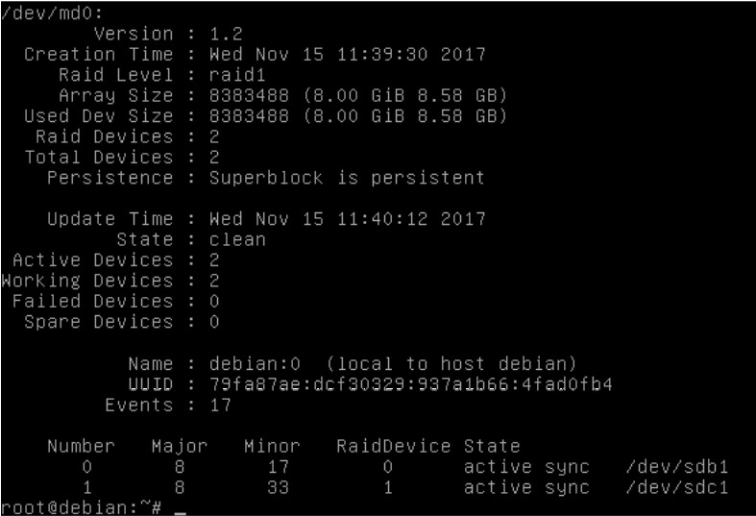 /dev/md0:
Version : 1.2
Creation Time : Wed Nov 15 11:39:30 2017
Raid Level : raid1
Array Size : 8383488 (8.00 GiB 8.58 GB)
Used Dev Size : 8383488 (8.00 GiB 8.58 GB)
Raid Devices : 2
Total Devices : 2
Persistence : Superblock is persistent
Update Time : Wed Nov 15 11:40:12 2017
State : clean
Active Devices : 2
Working Devices : 2
Failed Devices : 0
Spare Devices : 0
Name : debian:0 (local to host debian)
UUID : 79fa87ae:dcf30329:937a1b66:4fad0fb4
Events : 17
Number Major Minor RaidDevice State
0 8 17 0 active sync /dev/sdb1
1 8 33 1 active sync /dev/sdc1
root@debian:~# _